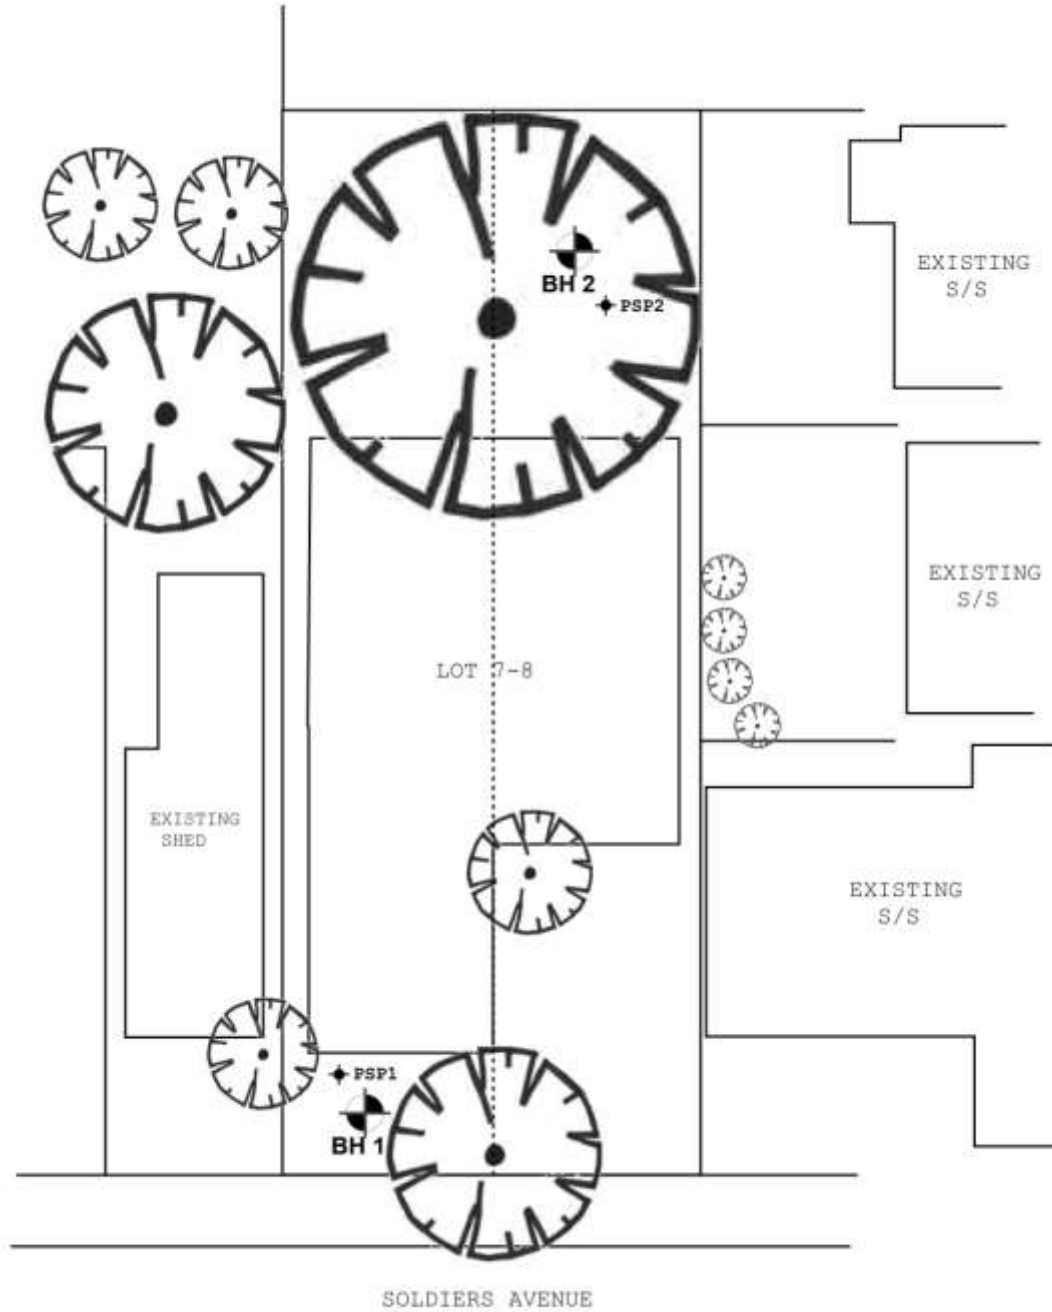 EXISTING
S/S
BH 2
PSP2
EXISTING
S/S
LOT 7-8
EXISTING
SHED
EXISTING
S/S
PSP1
BH 1
SOLDIERS AVENUE